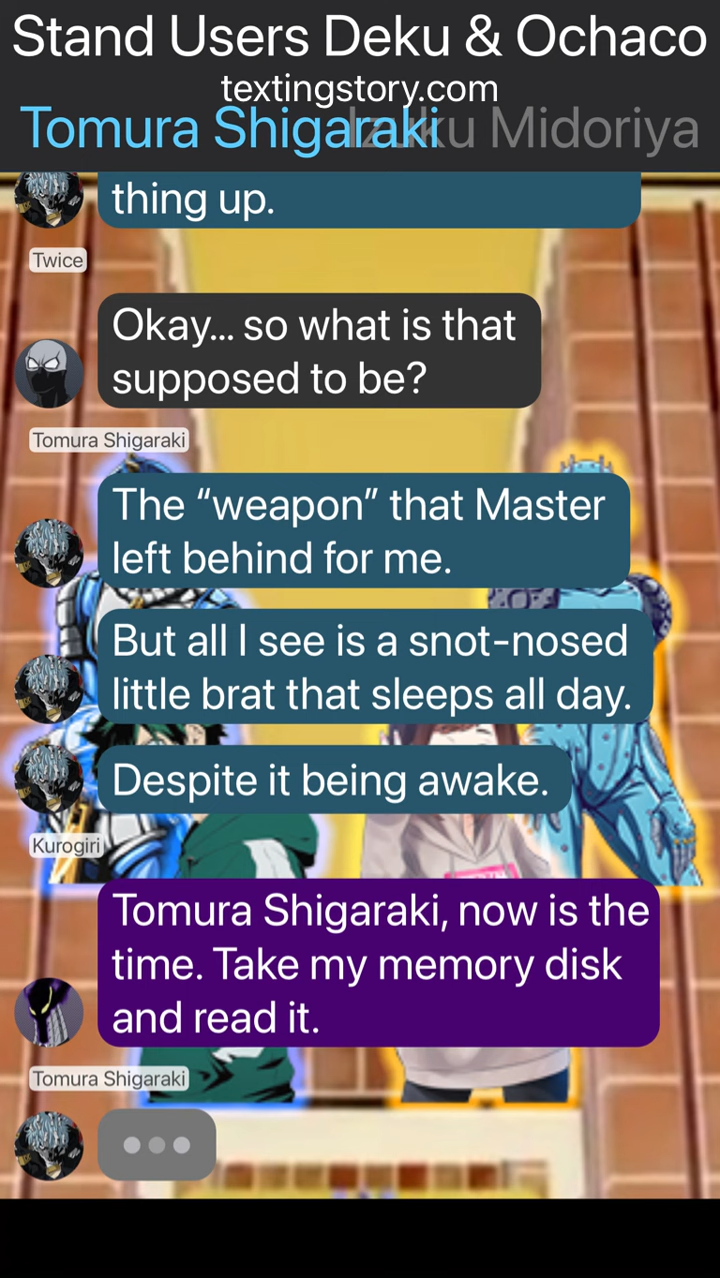 Stand Users Deku & Ochaco
textingstory.com
Tomura Shigaraki
Izuku Midoriya
thing up.
Twice
Okay... so what is that
supposed to be?
Tomura Shigaraki
The “weapon” that Master
left behind for me.
But all I see is a snot-nosed
little brat that sleeps all day.
Despite it being awake.
Kurogiri
Tomura Shigaraki, now is the
time. Take my memory disk
and read it.
Tomura Shigaraki